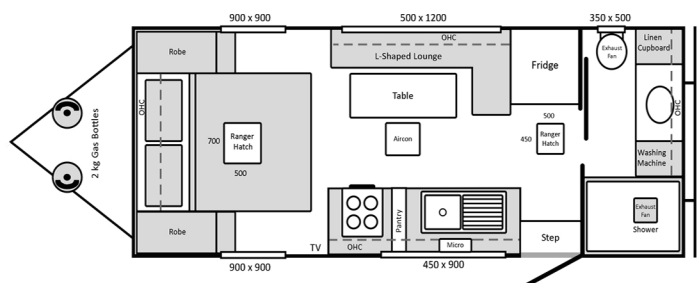 900 x 900
500 x 1200
350 x 500
Robe
OHC
L-Shaped Lounge
Fridge
Exhaust
Fan
Linen
Cupboard
2 kg Gas Bottles
OHC
700
Ranger
Hatch
500
Table
Aircon
500
450
Ranger
Hatch
OHC
Washing
Machine
Robe
TV
OHC
Pantry
Micro
Step
Exhaust
Fan
Shower
900 x 900
450 x 900